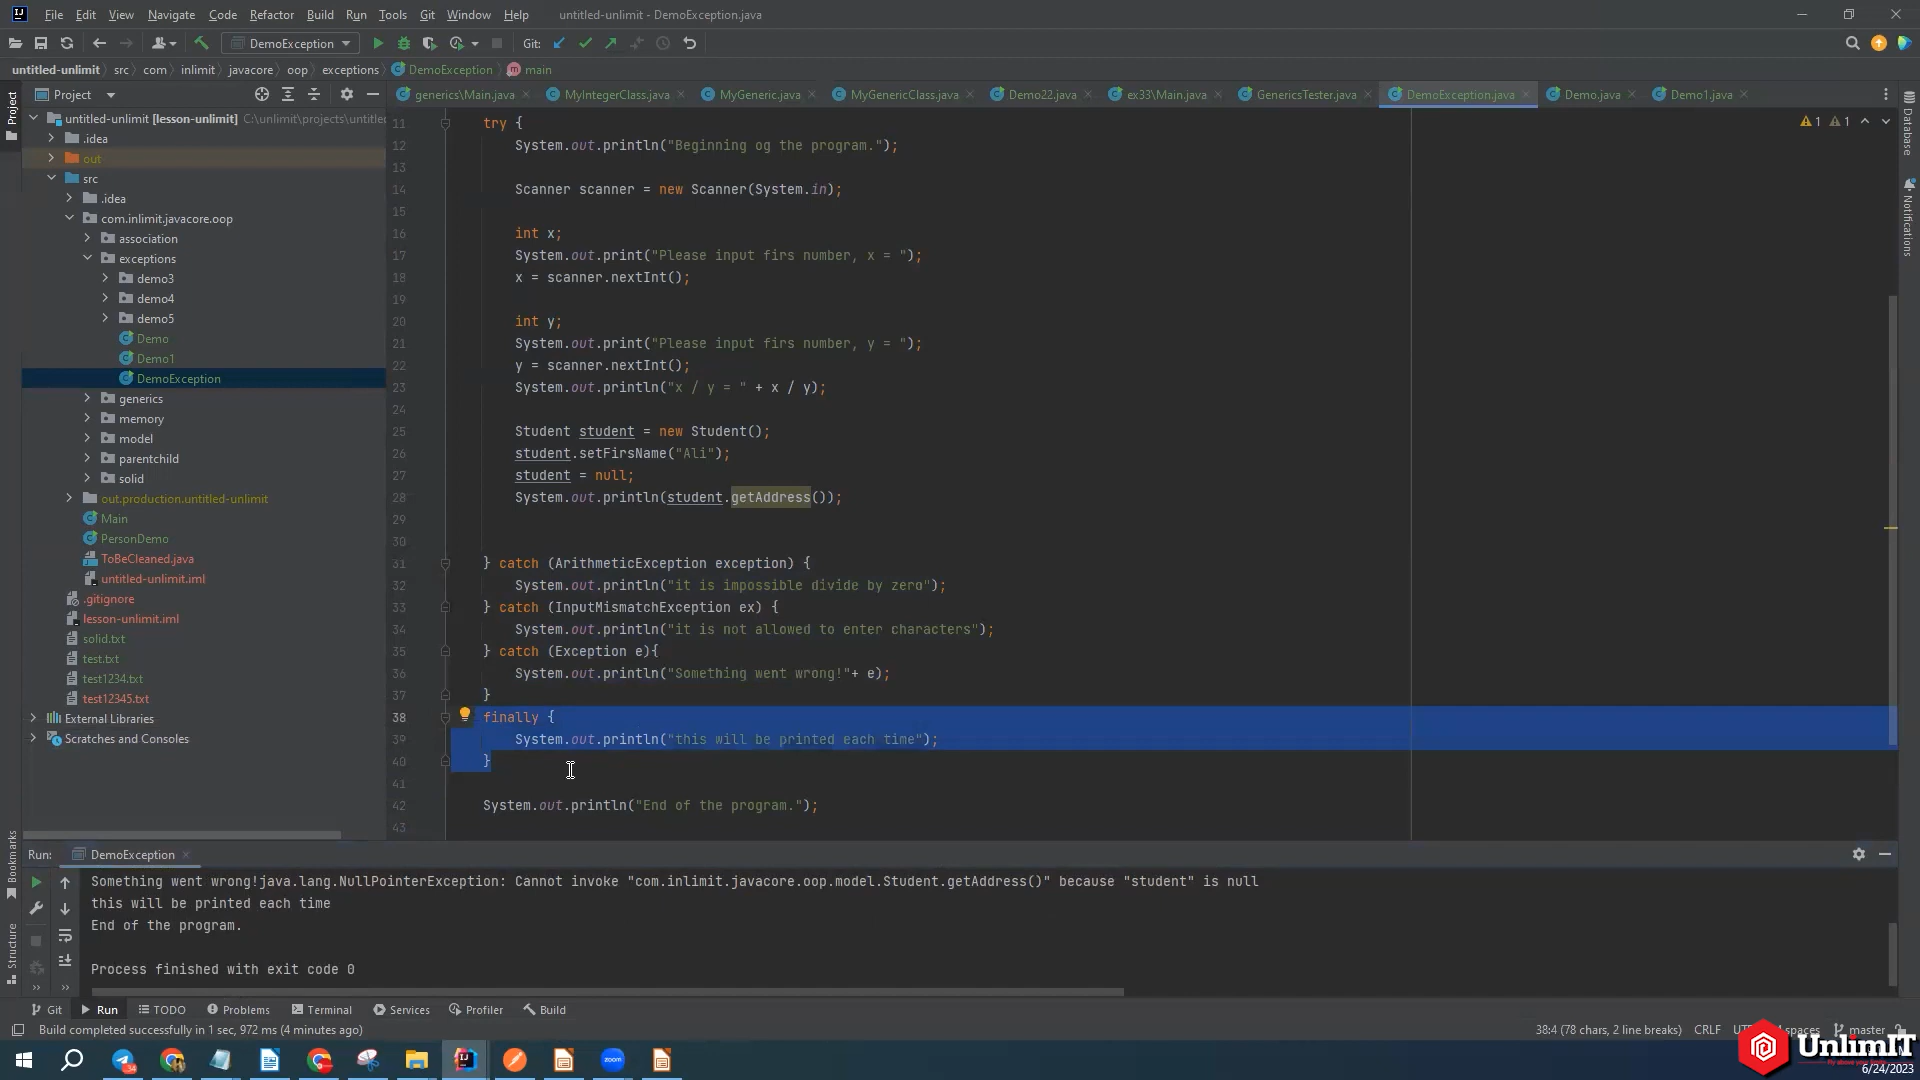 File Edit View Navigate Code Refactor Build Run Tools Git Window Help untitled-unlimit - DemoException.java
DemoException Git:
untitled-unlimit src com inlimit javacore oop exceptions DemoException main
Project generics\Main.java MyIntegerClass.java MyGeneric.java MyGenericClass.java Demo22.java ex33\Main.java GenericsTester.java DemoException.java Demo.java Demo1.java
Project
Database
Notifications
1 1
untitled-unlimit [lesson-unlimit] C:\unlimit\projects\untitle
.idea
out
src
.idea
com.inlimit.javacore.oop
association
exceptions
demo3
demo4
demo5
Demo
Demo1
DemoException
generics
memory
model
parentchild
solid
out.production.untitled-unlimit
Main
PersonDemo
ToBeCleaned.java
untitled-unlimit.iml
.gitignore
lesson-unlimit.iml
solid.txt
test.txt
test1234.txt
test12345.txt
External Libraries
Scratches and Consoles
11 try {
12 System.out.println("Beginning og the program.");
13
14 Scanner scanner = new Scanner(System.in);
15
16 int x;
17 System.out.print("Please input firs number, x = ");
18 x = scanner.nextInt();
19
20 int y;
21 System.out.print("Please input firs number, y = ");
22 y = scanner.nextInt();
23 System.out.println("x / y = " + x / y);
24
25 Student student = new Student();
26 student.setFirsName("Ali");
27 student = null;
28 System.out.println(student.getAddress());
29
30
31 } catch (ArithmeticException exception) {
32 System.out.println("it is impossible divide by zero");
33 } catch (InputMismatchException ex) {
34 System.out.println("it is not allowed to enter characters");
35 } catch (Exception e){
36 System.out.println("Something went wrong!"+ e);
37 }
38 finally {
39 System.out.println("this will be printed each time");
40 }
41
42 System.out.println("End of the program.");
43
Bookmarks
Structure
Run: DemoException
Something went wrong!java.lang.NullPointerException: Cannot invoke "com.inlimit.javacore.oop.model.Student.getAddress()" because "student" is null
this will be printed each time
End of the program.
Process finished with exit code 0
Git Run TODO Problems Terminal Services Profiler Build
Build completed successfully in 1 sec, 972 ms (4 minutes ago) 38:4 (78 chars, 2 line breaks) CRLF spaces master
34 zoom
UnlimIT
6/24/2023